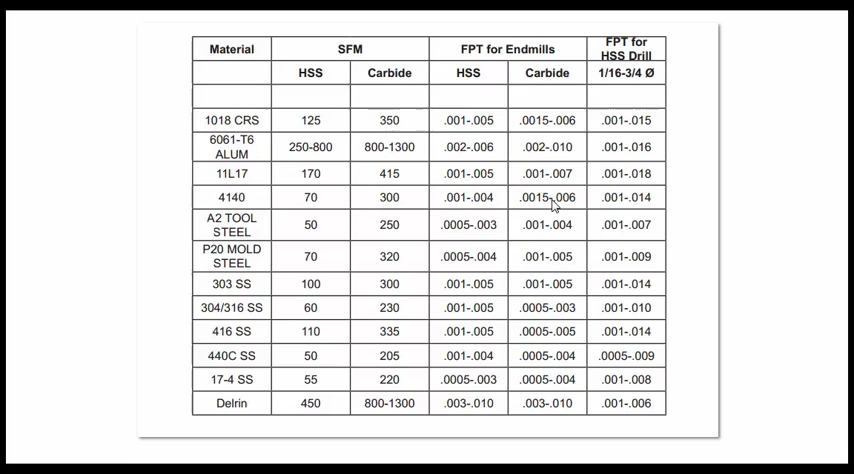 Material SFM FPT for Endmills FPT for
HSS Drill
HSS Carbide HSS Carbide 1/16-3/4 Ø
1018 CRS 125 350 .001-.005 .0015-.006 .001-.015
6061-T6
ALUM 250-800 800-1300 .002-.006 .002-.010 .001-.016
11L17 170 415 .001-.005 .001-.007 .001-.018
4140 70 300 .001-.004 .0015-.006 .001-.014
A2 TOOL
STEEL 50 250 .0005-.003 .001-.004 .001-.007
P20 MOLD
STEEL 70 320 .0005-.004 .001-.005 .001-.009
303 SS 100 300 .001-.005 .001-.005 .001-.014
304/316 SS 60 230 .001-.005 .0005-.003 .001-.010
416 SS 110 335 .001-.005 .0005-.005 .001-.014
440C SS 50 205 .001-.004 .0005-.004 .0005-.009
17-4 SS 55 220 .0005-.003 .0005-.004 .001-.008
Delrin 450 800-1300 .003-.010 .003-.010 .001-.006